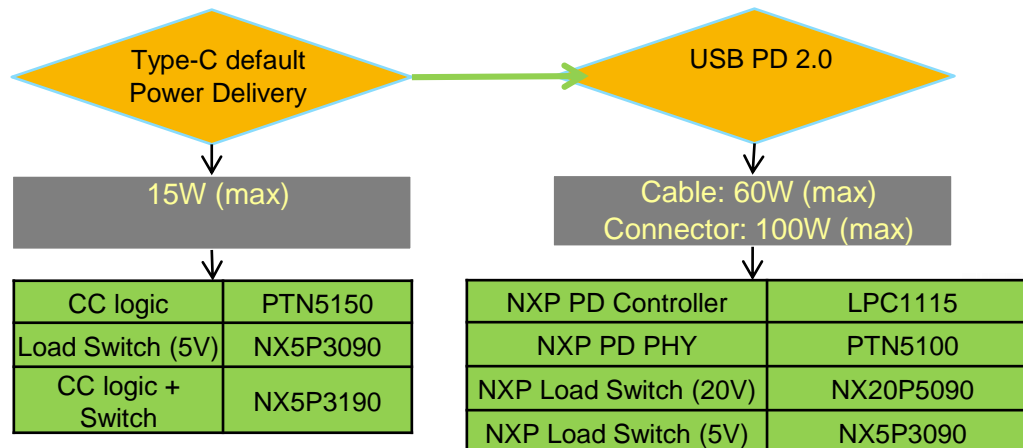 Type-C default
Power Delivery
USB PD 2.0
15W (max)
Cable: 60W (max)
Connector: 100W (max)
CC logic PTN5150
Load Switch (5V) NX5P3090
CC logic +
Switch NX5P3190
NXP PD Controller LPC1115
NXP PD PHY PTN5100
NXP Load Switch (20V) NX20P5090
NXP Load Switch (5V) NX5P3090